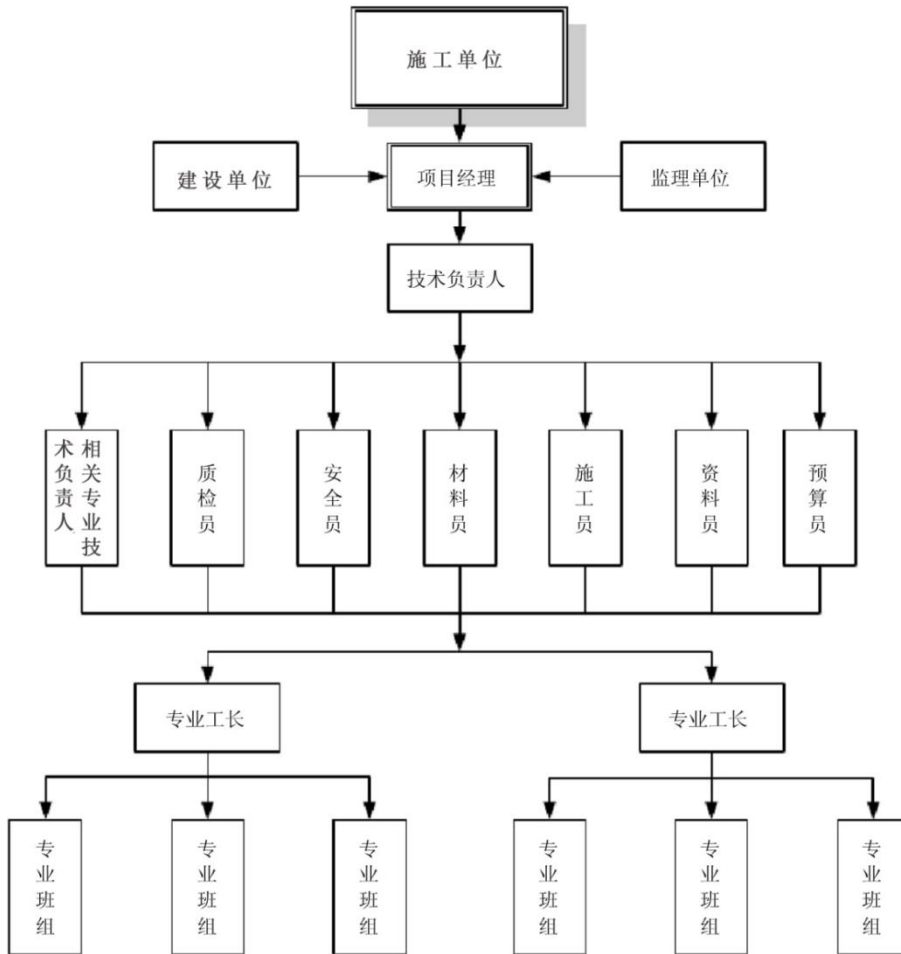 施工单位
建设单位
项目经理
监理单位
技术负责人
相关专业技
术负责人
质检员
安全员
材料员
施工员
资料员
预算员
专业工长
专业工长
专业班组
专业班组
专业班组
专业班组
专业班组
专业班组